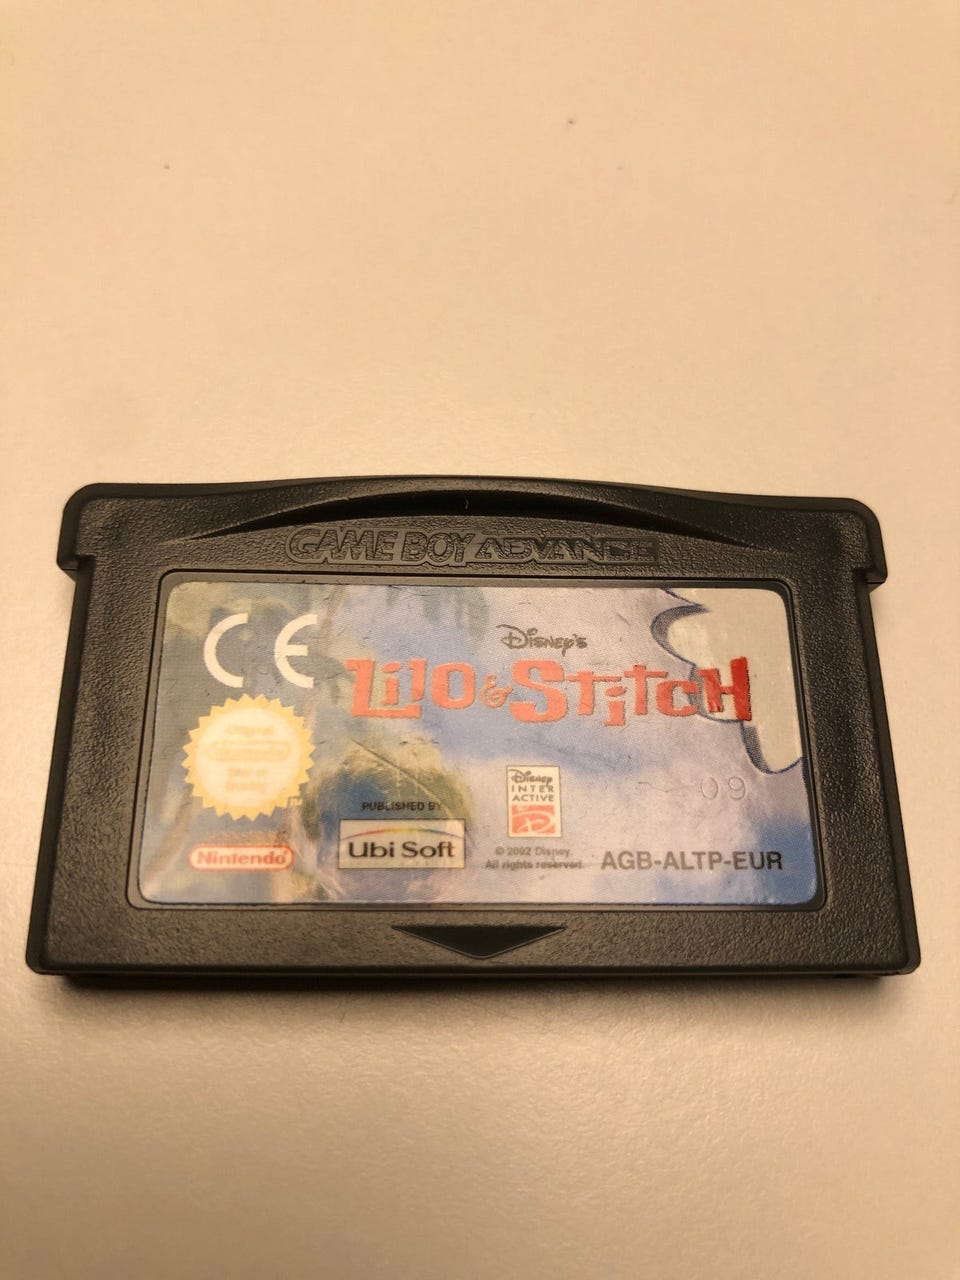 GAME BOY ADVANCE
CE
Disney's
Lilo & Stitch
Nintendo
PUBLISHED BY
Ubi Soft
Disney
INTER
ACTIVE
© 2002 Disney.
All rights reserved.
09
AGB-ALTP-EUR